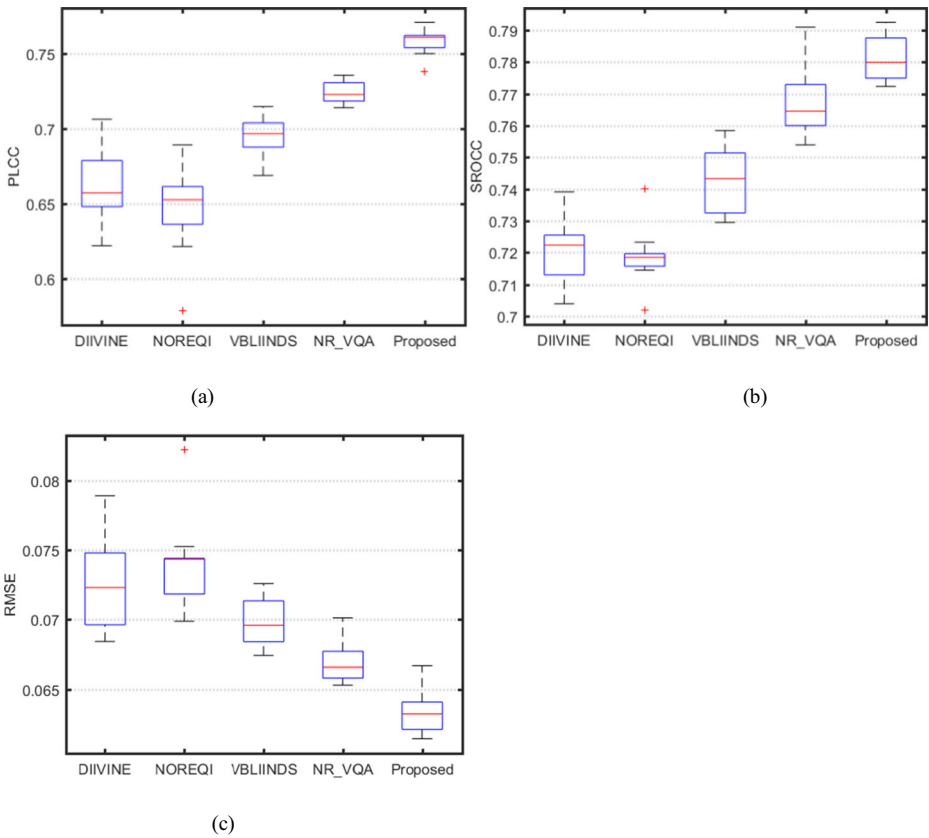 0.75
0.7
0.65
0.6
PLCC
DIIVINE NOREQI VBLIINDS NR_VQA Proposed
(a)
0.79
0.78
0.77
0.76
0.75
0.74
0.73
0.72
0.71
0.7
SROCC
DIIVINE NOREQI VBLIINDS NR_VQA Proposed
(b)
0.08
0.075
0.07
0.065
RMSE
DIIVINE NOREQI VBLIINDS NR_VQA Proposed
(c)